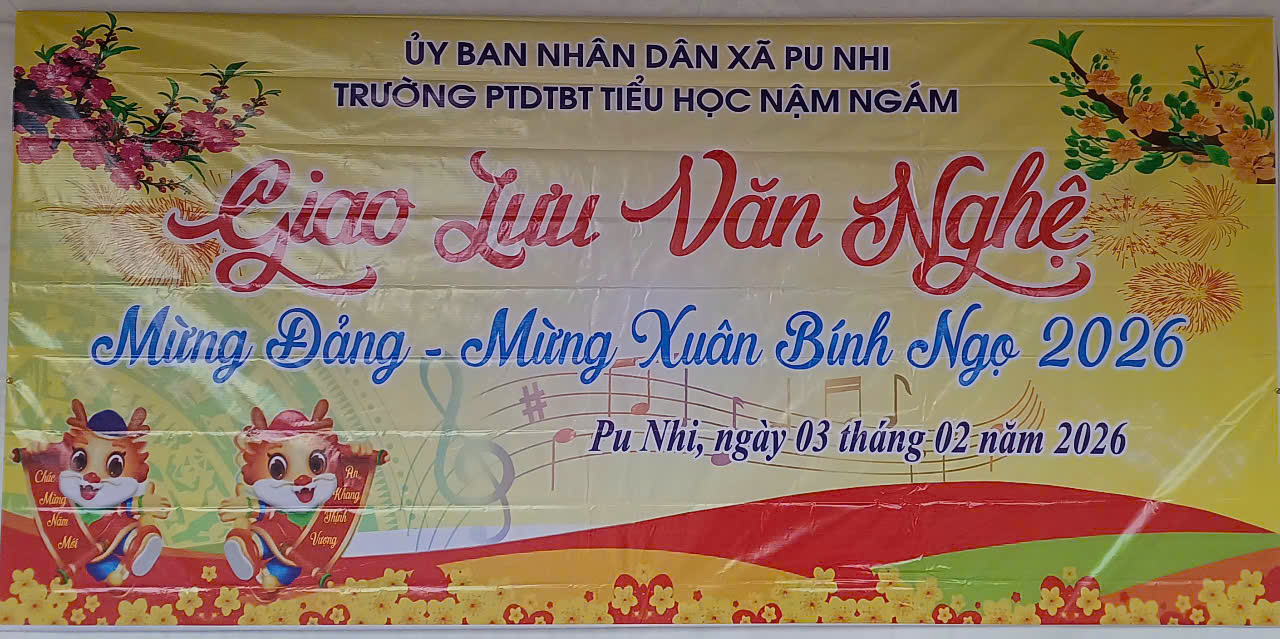 ỦY BAN NHÂN DÂN XÃ PU NHI
TRƯỜNG PTDTBT TIỂU HỌC NẬM NGÁM
Giao Lưu Văn Nghệ
Mừng Đảng - Mừng Xuân Bính Ngọ 2026
Pu Nhi, ngày 03 tháng 02 năm 2026
Chúc
Mừng
Năm
Mới
An
Khang
Thịnh
Vượng